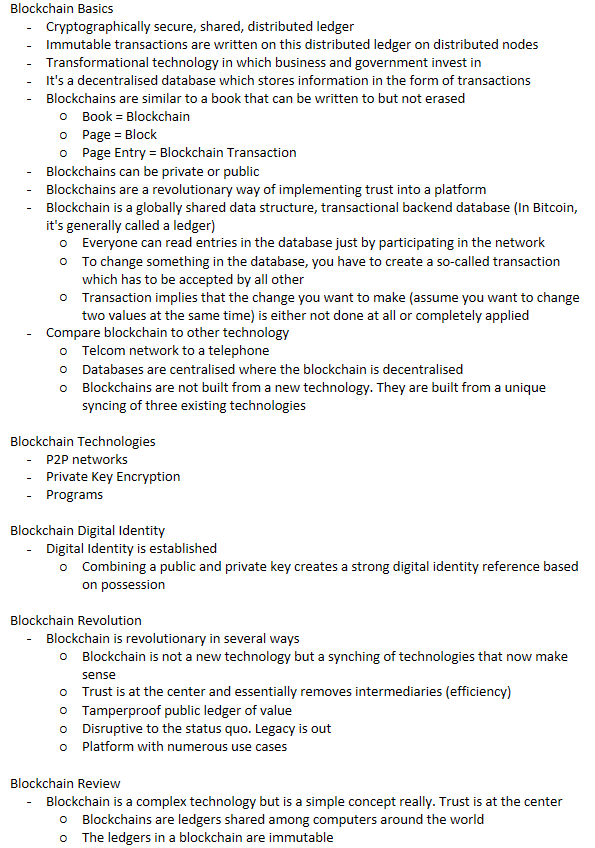 Blockchain Basics
- Cryptographically secure, shared, distributed ledger
- Immutable transactions are written on this distributed ledger on distributed nodes
- Transformational technology in which business and government invest in
- It's a decentralised database which stores information in the form of transactions
- Blockchains are similar to a book that can be written to but not erased
o Book = Blockchain
o Page = Block
o Page Entry = Blockchain Transaction
- Blockchains can be private or public
- Blockchains are a revolutionary way of implementing trust into a platform
- Blockchain is a globally shared data structure, transactional backend database (In Bitcoin,
it's generally called a ledger)
o Everyone can read entries in the database just by participating in the network
o To change something in the database, you have to create a so-called transaction
which has to be accepted by all other
o Transaction implies that the change you want to make (assume you want to change
two values at the same time) is either not done at all or completely applied
- Compare blockchain to other technology
o Telcom network to a telephone
o Databases are centralised where the blockchain is decentralised
o Blockchains are not built from a new technology. They are built from a unique
syncing of three existing technologies
Blockchain Technologies
- P2P networks
- Private Key Encryption
- Programs
Blockchain Digital Identity
- Digital Identity is established
o Combining a public and private key creates a strong digital identity reference based
on possession
Blockchain Revolution
- Blockchain is revolutionary in several ways
o Blockchain is not a new technology but a synching of technologies that now make
sense
o Trust is at the center and essentially removes intermediaries (efficiency)
o Tamperproof public ledger of value
o Disruptive to the status quo. Legacy is out
o Platform with numerous use cases
Blockchain Review
- Blockchain is a complex technology but is a simple concept really. Trust is at the center
o Blockchains are ledgers shared among computers around the world
o The ledgers in a blockchain are immutable